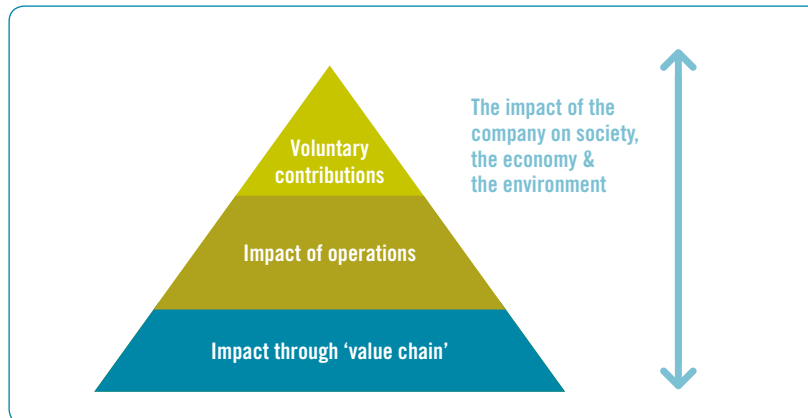 Voluntary
contributions
Impact of operations
Impact through ‘value chain’
The impact of the
company on society,
the economy &
the environment